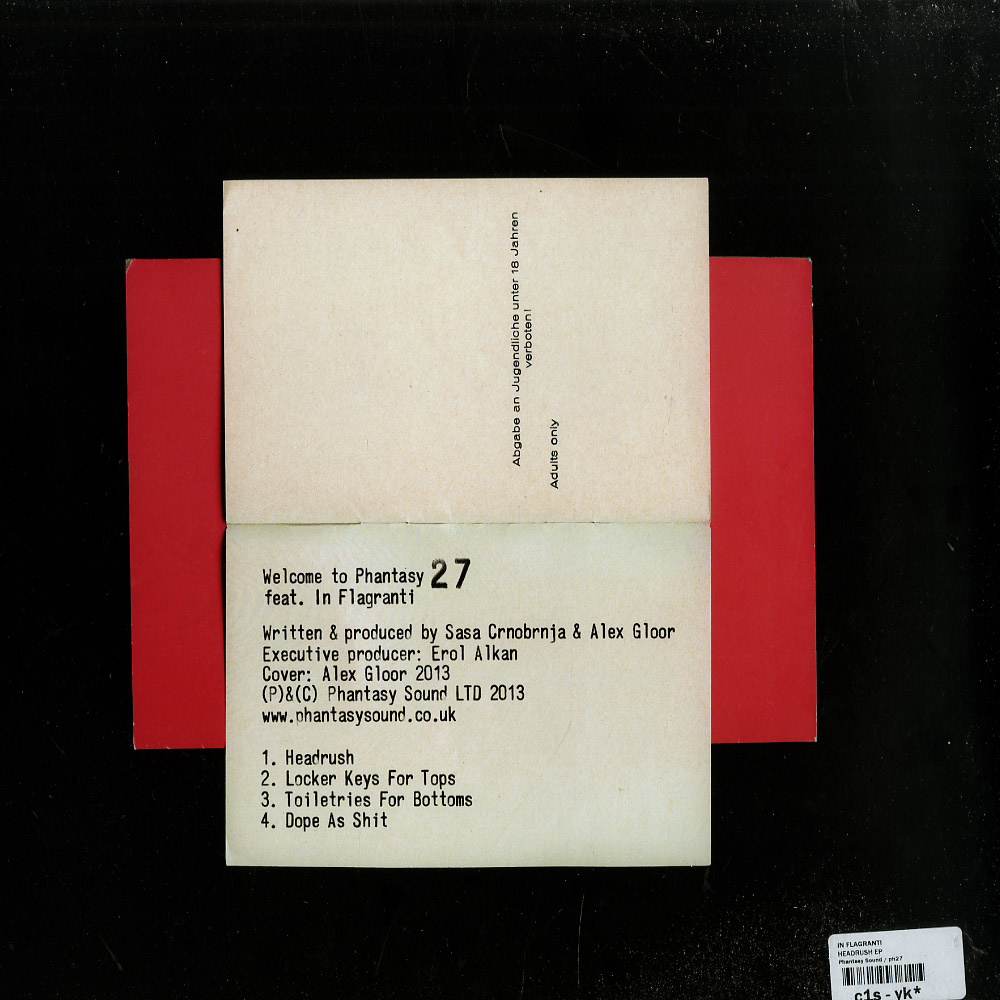 Abgabe an Jugendliche unter 18 Jahren
verboten!
Adults only
Welcome to Phantasy 27
feat. In Flagranti
Written & produced by Sasa Crnobrnja & Alex Gloor
Executive producer: Erol Alkan
Cover: Alex Gloor 2013
(P)&(C) Phantasy Sound LTD 2013
www.phantasysound.co.uk
1. Headrush
2. Locker Keys For Tops
3. Toiletries For Bottoms
4. Dope As Shit
IN FLAGRANTI
HEADRUSH EP
Phantasy Sound / ph27
c1s - vk*